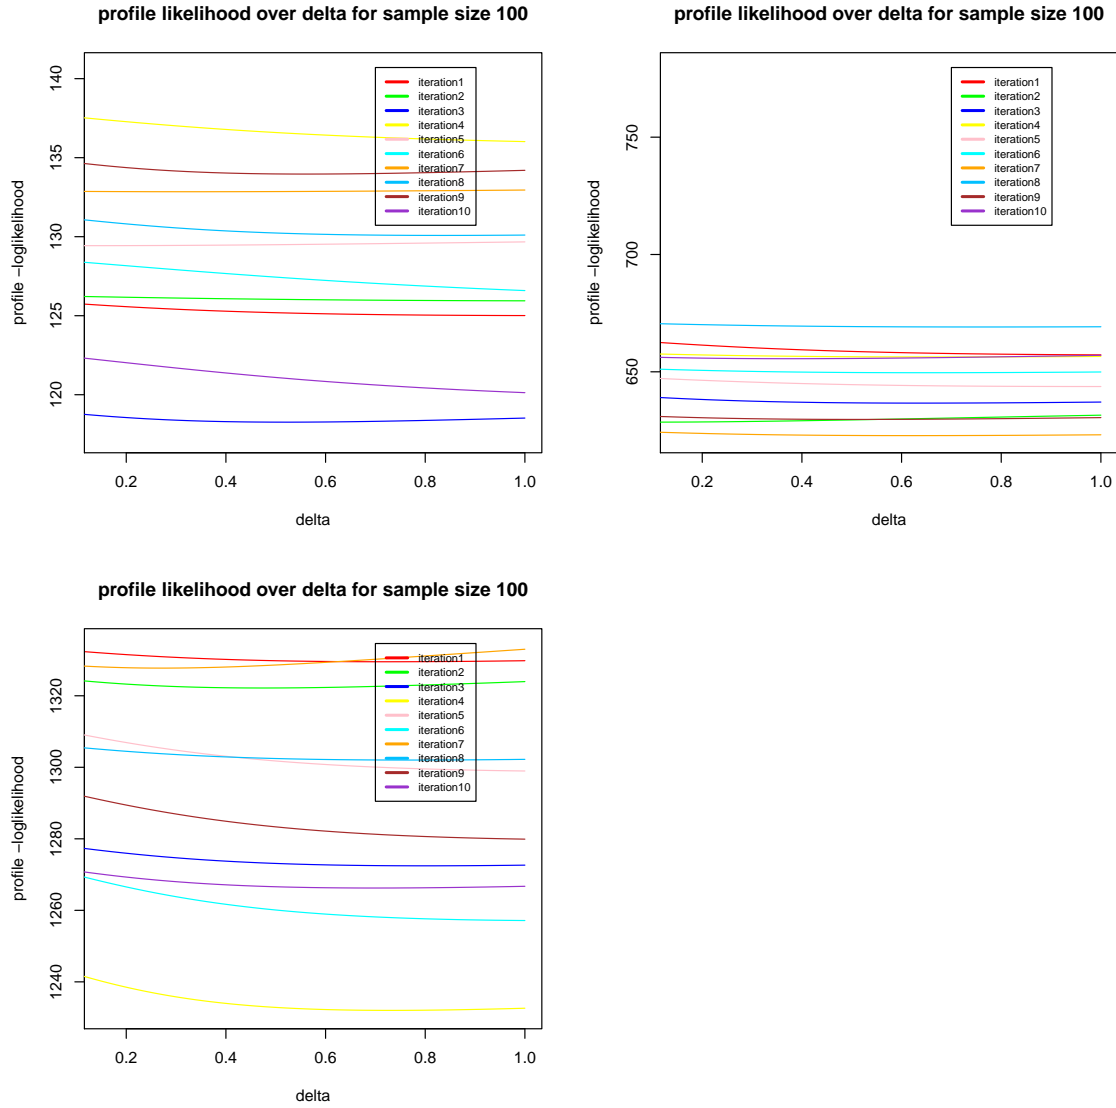 profile likelihood over delta for sample size 100
profile −loglikelihood
140
135
130
125
120
iteration1
iteration2
iteration3
iteration4
iteration5
iteration6
iteration7
iteration8
iteration9
iteration10
0.2 0.4 0.6 0.8 1.0
delta
profile likelihood over delta for sample size 100
profile −loglikelihood
750
700
650
iteration1
iteration2
iteration3
iteration4
iteration5
iteration6
iteration7
iteration8
iteration9
iteration10
0.2 0.4 0.6 0.8 1.0
delta
profile likelihood over delta for sample size 100
profile −loglikelihood
1320
1300
1280
1260
1240
iteration1
iteration2
iteration3
iteration4
iteration5
iteration6
iteration7
iteration8
iteration9
iteration10
0.2 0.4 0.6 0.8 1.0
delta